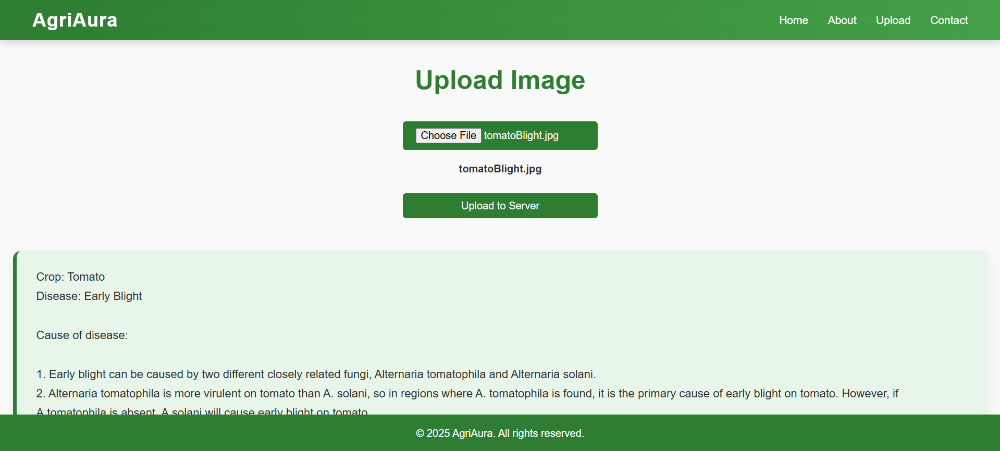 AgriAura
Home About Upload Contact
Upload Image
Choose File tomatoBlight.jpg
tomatoBlight.jpg
Upload to Server
Crop: Tomato
Disease: Early Blight
Cause of disease:
1. Early blight can be caused by two different closely related fungi, Alternaria tomatophila and Alternaria solani.
2. Alternaria tomatophila is more virulent on tomato than A. solani, so in regions where A. tomatophila is found, it is the primary cause of early blight on tomato. However, if
A.tomatophila is absent, A.solani will cause early blight on tomato.
© 2025 AgriAura. All rights reserved.